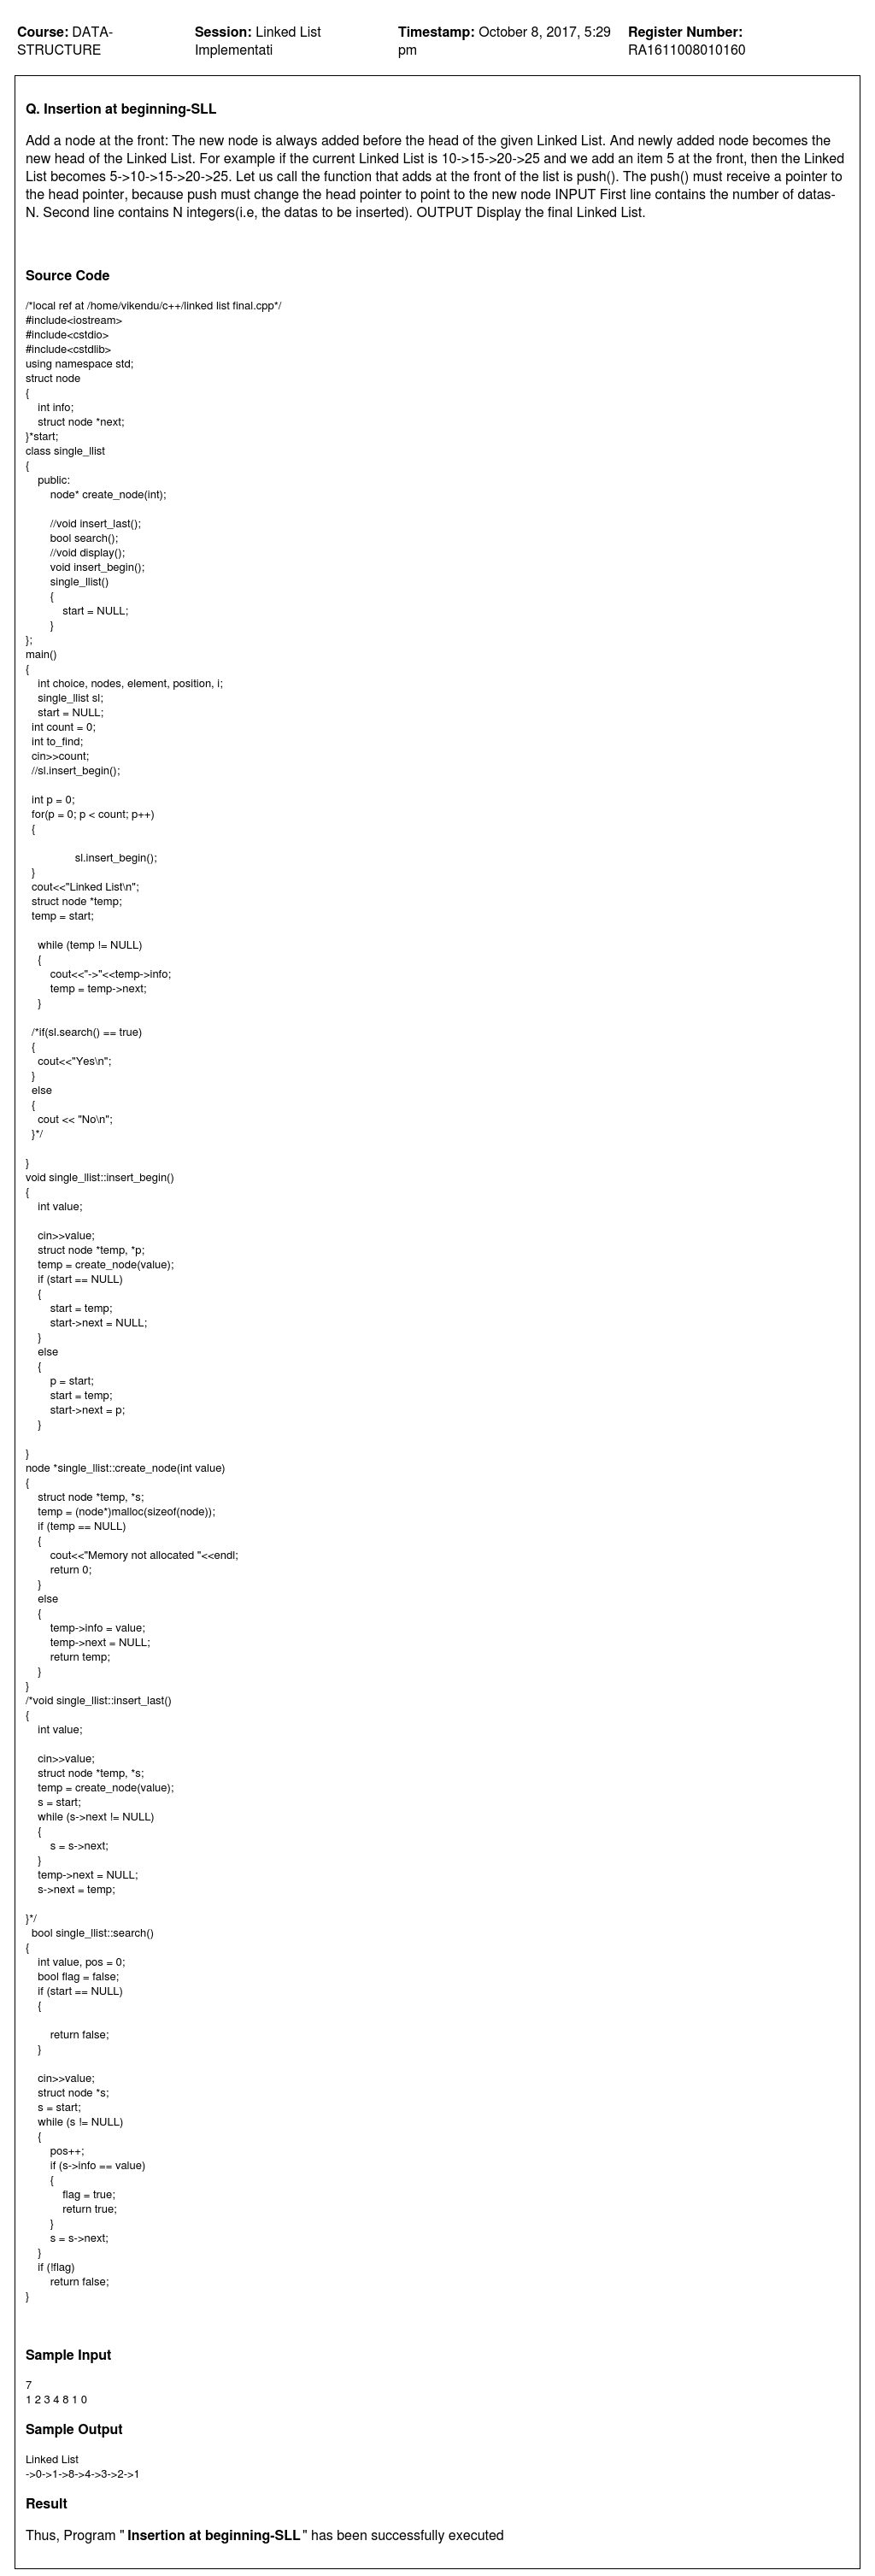 Course: DATA-STRUCTURE
Session: Linked List Implementati
Timestamp: October 8, 2017, 5:29 pm
Register Number: RA1611008010160
Q. Insertion at beginning-SLL
Add a node at the front: The new node is always added before the head of the given Linked List. And newly added node becomes the
new head of the Linked List. For example if the current Linked List is 10->15->20->25 and we add an item 5 at the front, then the Linked
List becomes 5->10->15->20->25. Let us call the function that adds at the front of the list is push(). The push() must receive a pointer to
the head pointer, because push must change the head pointer to point to the new node INPUT First line contains the number of datas-
N. Second line contains N integers(i.e, the datas to be inserted). OUTPUT Display the final Linked List.
Source Code
/*local ref at /home/vikendu/c++/linked list final.cpp*/
#include<iostream>
#include<cstdio>
#include<cstdlib>
using namespace std;
struct node
{
    int info;
    struct node *next;
}*start;
class single_llist
{
    public:
        node* create_node(int);

        //void insert_last();
        bool search();
        //void display();
        void insert_begin();
        single_llist()
        {
            start = NULL;
        }
};
main()
{
    int choice, nodes, element, position, i;
    single_llist sl;
    start = NULL;
  int count = 0;
  int to_find;
  cin>>count;
  //sl.insert_begin();

  int p = 0;
  for(p = 0; p < count; p++)
  {

                sl.insert_begin();
  }
  cout<<"Linked List\n";
  struct node *temp;
  temp = start;

    while (temp != NULL)
    {
        cout<<"->"<<temp->info;
        temp = temp->next;
    }

  /*if(sl.search() == true)
  {
    cout<<"Yes\n";
  }
  else
  {
    cout << "No\n";
  }*/

}
void single_llist::insert_begin()
{
    int value;

    cin>>value;
    struct node *temp, *p;
    temp = create_node(value);
    if (start == NULL)
    {
        start = temp;
        start->next = NULL;
    }
    else
    {
        p = start;
        start = temp;
        start->next = p;
    }

}
node *single_llist::create_node(int value)
{
    struct node *temp, *s;
    temp = (node*)malloc(sizeof(node));
    if (temp == NULL)
    {
        cout<<"Memory not allocated "<<endl;
        return 0;
    }
    else
    {
        temp->info = value;
        temp->next = NULL;
        return temp;
    }
}
/*void single_llist::insert_last()
{
    int value;

    cin>>value;
    struct node *temp, *s;
    temp = create_node(value);
    s = start;
    while (s->next != NULL)
    {
        s = s->next;
    }
    temp->next = NULL;
    s->next = temp;

}*/
  bool single_llist::search()
{
    int value, pos = 0;
    bool flag = false;
    if (start == NULL)
    {

        return false;
    }

    cin>>value;
    struct node *s;
    s = start;
    while (s != NULL)
    {
        pos++;
        if (s->info == value)
        {
            flag = true;
            return true;
        }
        s = s->next;
    }
    if (!flag)
        return false;
}
Sample Input
7
1 2 3 4 8 1 0
Sample Output
Linked List
->0->1->8->4->3->2->1
Result
Thus, Program " Insertion at beginning-SLL " has been successfully executed